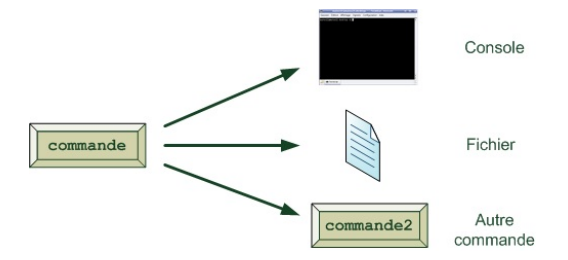 Console
commande
Fichier
commande2
Autre
commande